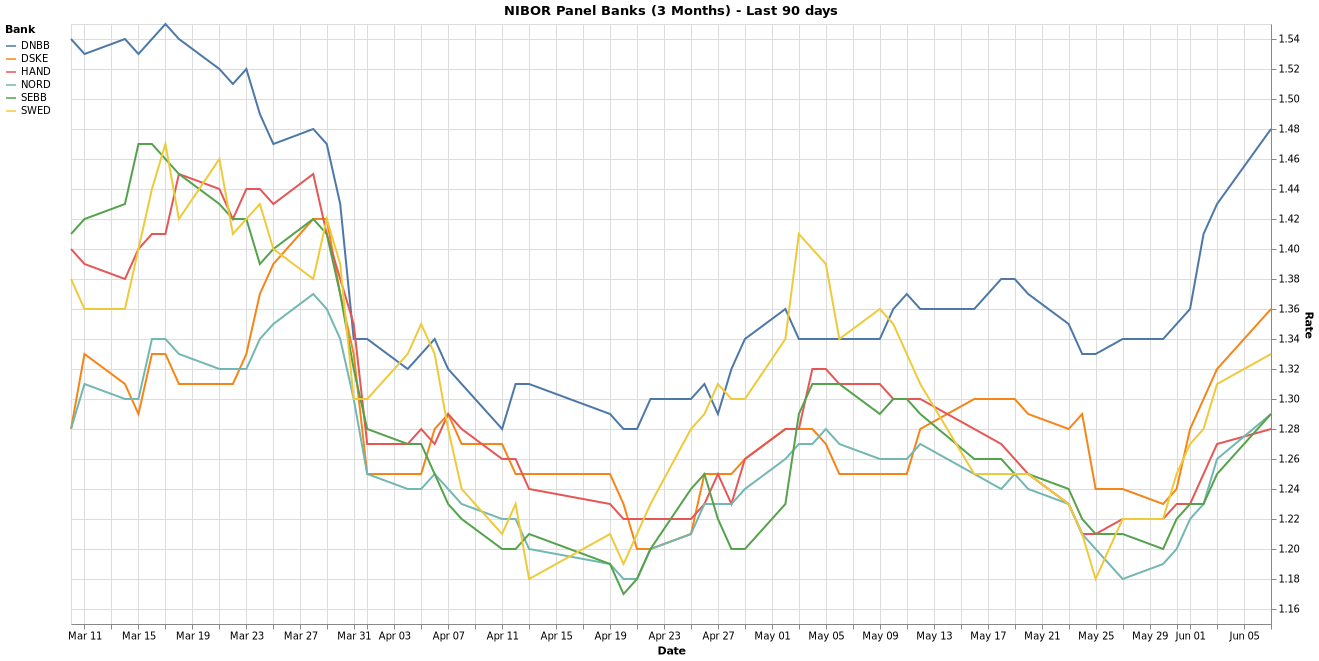 NIBOR Panel Banks (3 Months) - Last 90 days
Bank
DNBB
DSKE
HAND
NORD
SEBB
SWED
1.54
1.52
1.50
1.48
1.46
1.44
1.42
1.40
1.38
1.36
1.34
1.32
1.30
1.28
1.26
1.24
1.22
1.20
1.18
1.16
Rate
Mar 11 Mar 15 Mar 19 Mar 23 Mar 27 Mar 31 Apr 03 Apr 07 Apr 11 Apr 15 Apr 19 Apr 23 Apr 27 May 01 May 05 May 09 May 13 May 17 May 21 May 25 May 29 Jun 01 Jun 05
Date